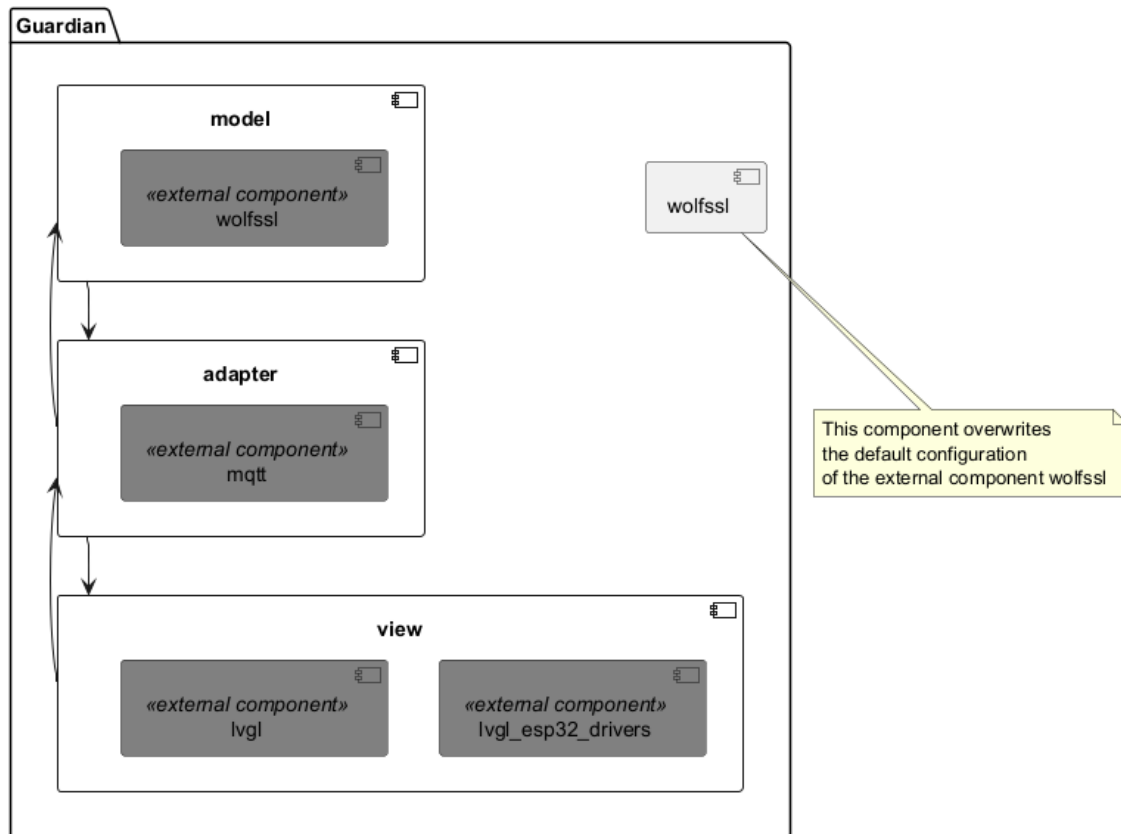 Guardian
model
«external component»
wolfssl
wolfssl
adapter
«external component»
mqtt
This component overwrites
the default configuration
of the external component wolfssl
view
«external component»
lvgl
«external component»
lvgl_esp32_drivers